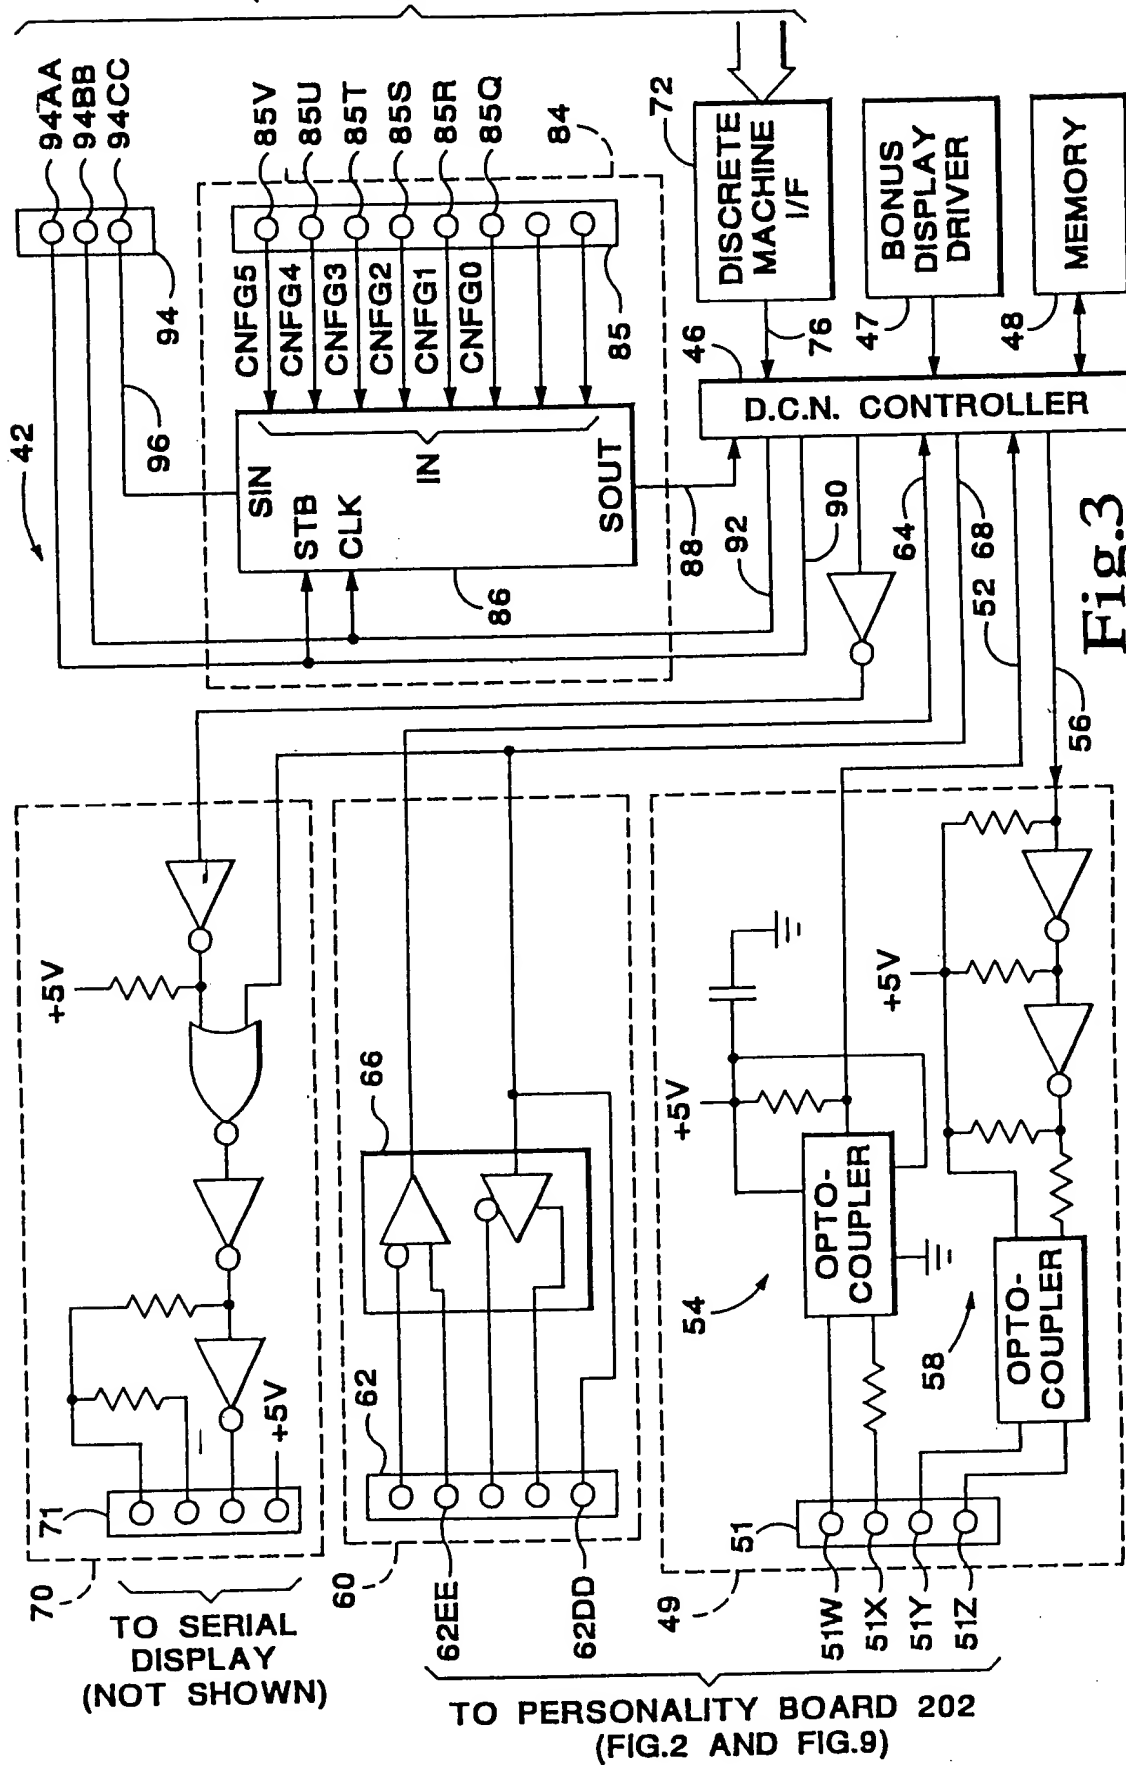 94AA
94BB
94CC
94
96
42
85V
85U
85T
85S
85R
85Q
84
CNFG5
CNFG4
CNFG3
CNFG2
CNFG1
CNFG0
85
SIN
STB
CLK
IN
SOUT
86
88
72
DISCRETE
MACHINE
I/F
76
BONUS
DISPLAY
DRIVER
47
MEMORY
48
46
D.C.N. CONTROLLER
92
90
64
68
52
56
Fig.3
+5V
+5V
71
70
TO SERIAL
DISPLAY
(NOT SHOWN)
66
62
60
62EE
62DD
+5V
+5V
OPTO-
COUPLER
54
OPTO-
COUPLER
58
51
49
51W
51X
51Y
51Z
TO PERSONALITY BOARD 202
(FIG.2 AND FIG.9)